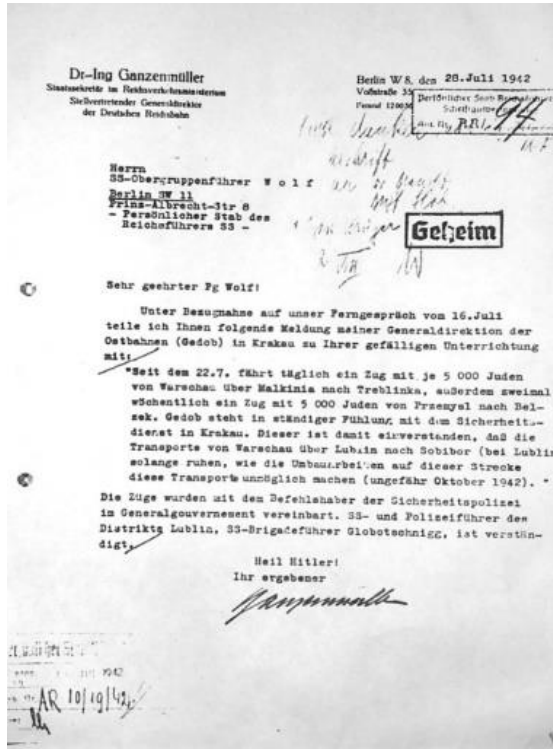 Dr-Ing Ganzenmüller
Staatssekretär im Reichsverkehrsministerium
Stellvertretender Generaldirektor
der Deutschen Reichsbahn
Berlin W 8, den 28.Juli 1942
Voßstraße 35
Persönlicher Stab
Geheim
Herrn
SS-Obergruppenführer W o l f
Berlin SW 11
Prinz-Albrecht-Str 8
- Persönlicher Stab des
Reichsführers SS -
Sehr geehrter Pg Wolf!
Unter Bezugnahme auf unser Ferngespräch vom 16.Juli
teile ich Ihnen folgende Meldung meiner Generaldirektion der
Ostbahnen (Gedob) in Krakau zu Ihrer gefälligen Unterrichtung
mit:
"Seit dem 22.7. fährt täglich ein Zug mit je 5 000 Juden
von Warschau über Malkinia nach Treblinka, außerdem zweimal
wöchentlich ein Zug mit 5 000 Juden von Przemysl nach Bel-
zek. Gedob steht in ständiger Fühlung mit dem Sicherheits-
dienst in Krakau. Dieser ist damit einverstanden, daß die
Transporte von Warschau über Lublin nach Sobibor (bei Lublin
solange ruhen, wie die Umbauarbeiten auf dieser Strecke
diese Transporte unmöglich machen (ungefähr Oktober 1942). "
Die Züge wurden mit dem Befehlshaber der Sicherheitspolizei
im Generalgouvernement vereinbart. SS- und Polizeiführer des
Distrikts Lublin, SS-Brigadeführer Globotschnigg, ist verstän-
digt.
Heil Hitler!
Ihr ergebener
Ganzenmüller
1942
AR 10/19/42